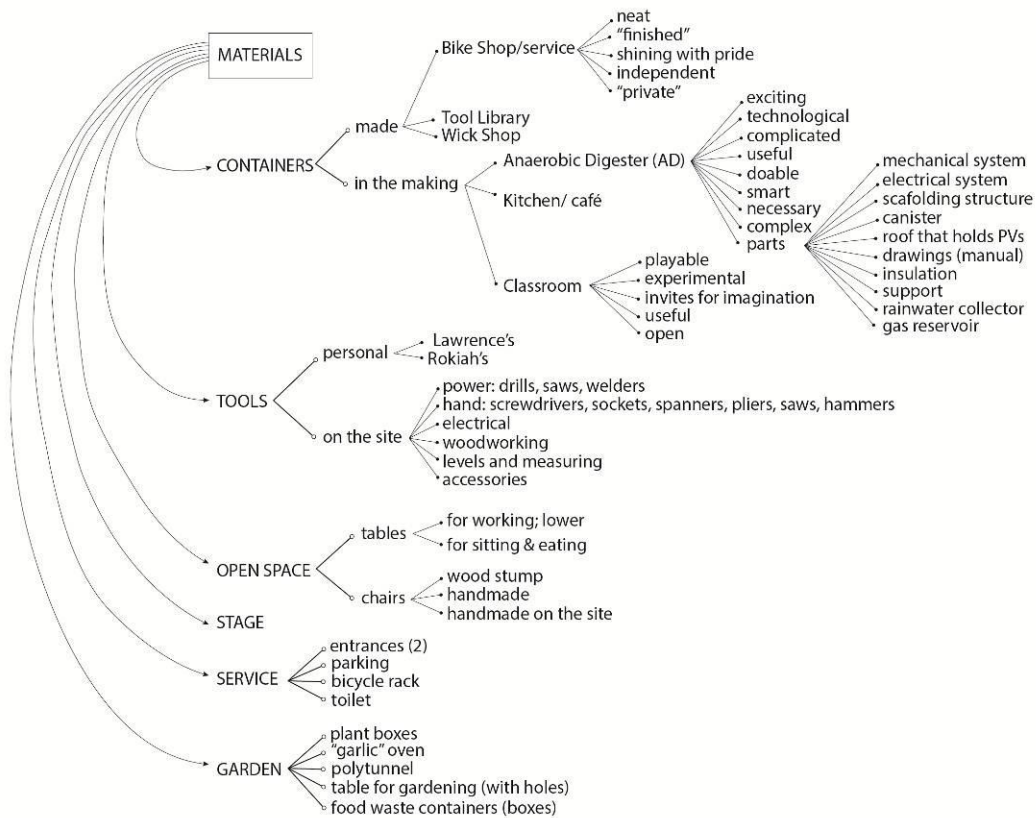 MATERIALS
CONTAINERS
made
Bike Shop/service
neat
“finished”
shining with pride
independent
“private”
Tool Library
Wick Shop
in the making
Anaerobic Digester (AD)
exciting
technological
complicated
useful
doable
smart
necessary
complex
parts
mechanical system
electrical system
scafolding structure
canister
roof that holds PVs
drawings (manual)
insulation
support
rainwater collector
gas reservoir
Kitchen/ café
Classroom
playable
experimental
invites for imagination
useful
open
TOOLS
personal
Lawrence’s
Rokiah’s
on the site
power: drills, saws, welders
hand: screwdrivers, sockets, spanners, pliers, saws, hammers
electrical
woodworking
levels and measuring
accessories
OPEN SPACE
tables
for working; lower
for sitting & eating
chairs
wood stump
handmade
handmade on the site
STAGE
SERVICE
entrances (2)
parking
bicycle rack
toilet
GARDEN
plant boxes
“garlic” oven
polytunnel
table for gardening (with holes)
food waste containers (boxes)